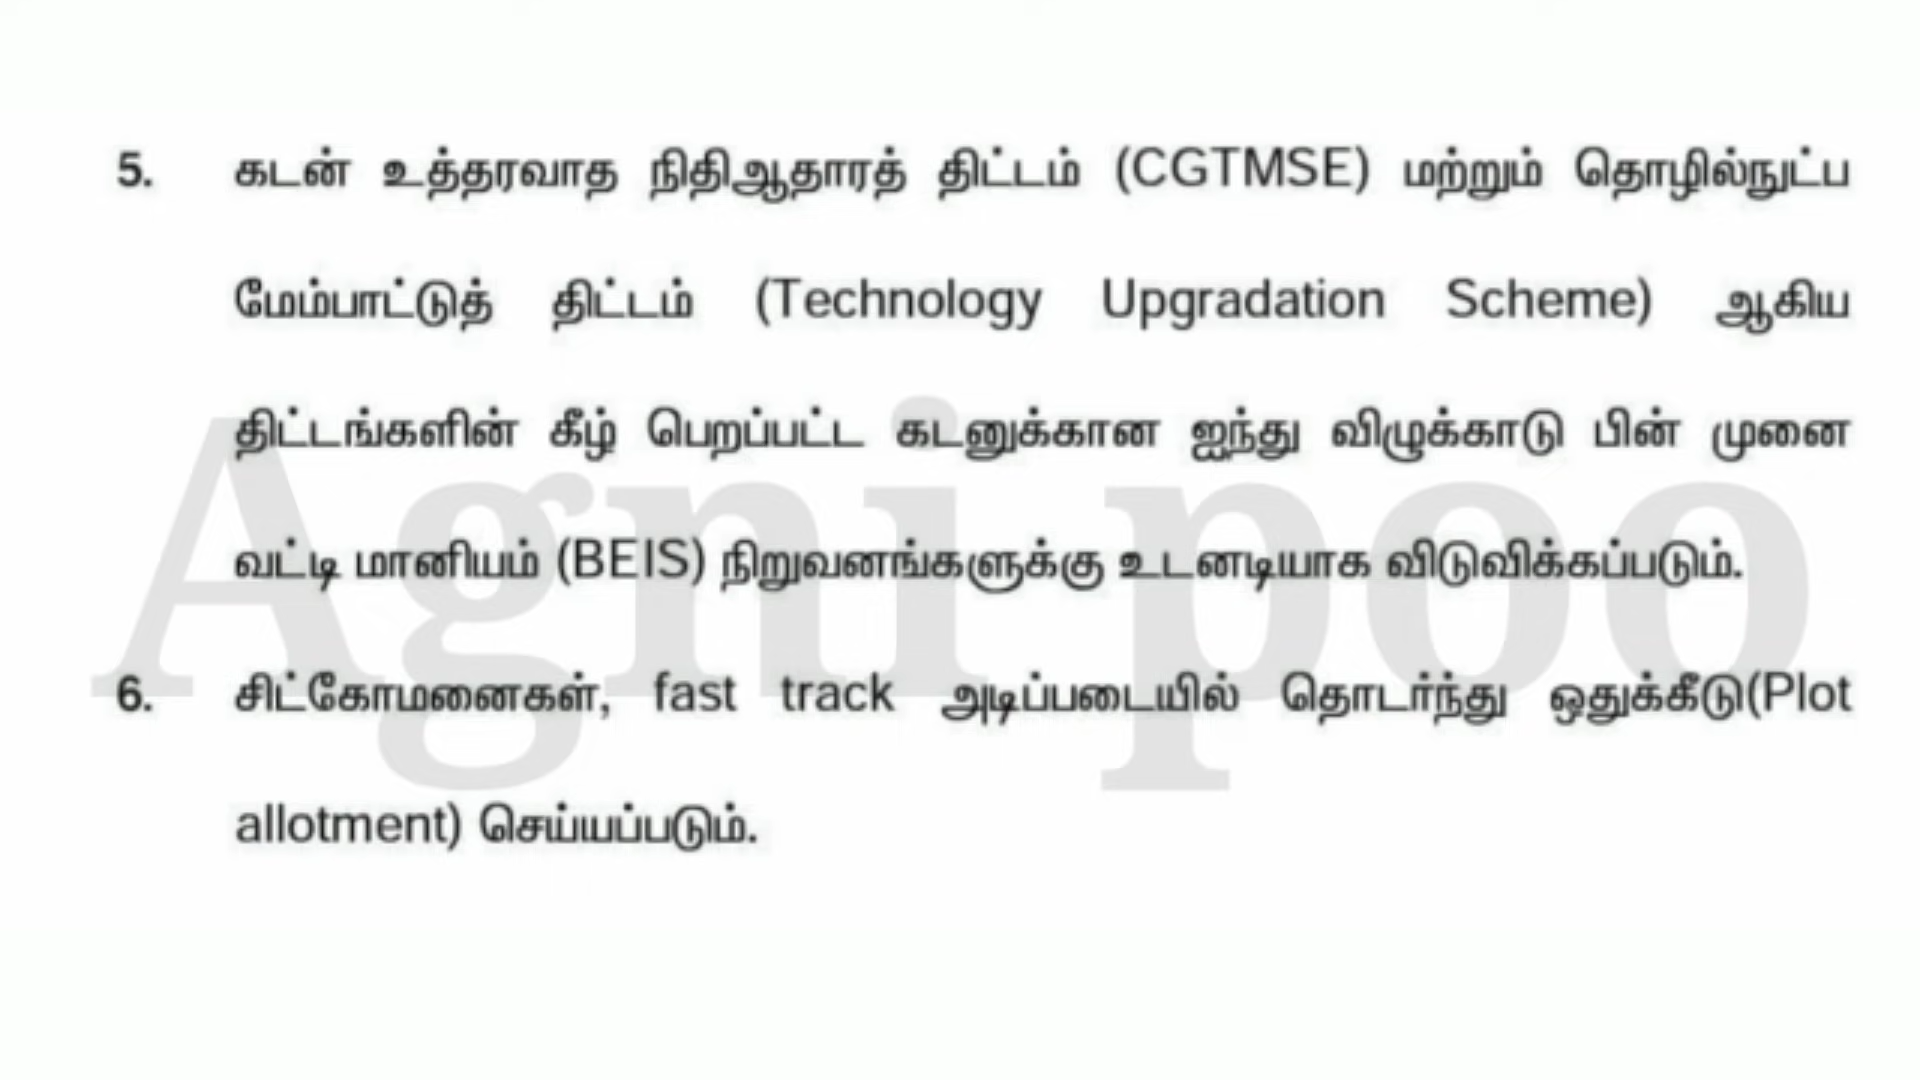 5. கடன் உத்தரவாத நிதிஆதாரத் திட்டம் (CGTMSE) மற்றும் தொழில்நுட்ப
மேம்பாட்டுத் திட்டம் (Technology Upgradation Scheme) ஆகிய
திட்டங்களின் கீழ் பெறப்பட்ட கடனுக்கான ஐந்து விழுக்காடு பின் முனை
Agni poo
வட்டி மானியம் (BEIS) நிறுவனங்களுக்கு உடனடியாக விடுவிக்கப்படும்.
6. சிட்கோமனைகள், fast track அடிப்படையில் தொடர்ந்து ஒதுக்கீடு(Plot
allotment) செய்யப்படும்.